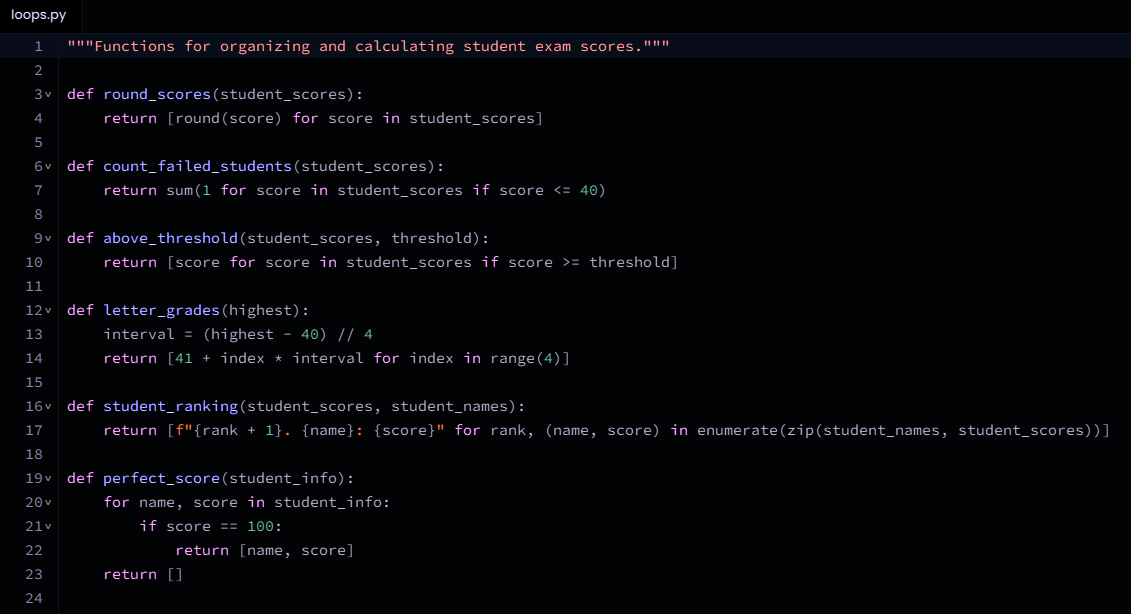 loops.py
1 """Functions for organizing and calculating student exam scores."""
2
3 def round_scores(student_scores):
4     return [round(score) for score in student_scores]
5
6 def count_failed_students(student_scores):
7     return sum(1 for score in student_scores if score <= 40)
8
9 def above_threshold(student_scores, threshold):
10     return [score for score in student_scores if score >= threshold]
11
12 def letter_grades(highest):
13     interval = (highest - 40) // 4
14     return [41 + index * interval for index in range(4)]
15
16 def student_ranking(student_scores, student_names):
17     return [f"{rank + 1}. {name}: {score}" for rank, (name, score) in enumerate(zip(student_names, student_scores))]
18
19 def perfect_score(student_info):
20     for name, score in student_info:
21         if score == 100:
22             return [name, score]
23     return []
24